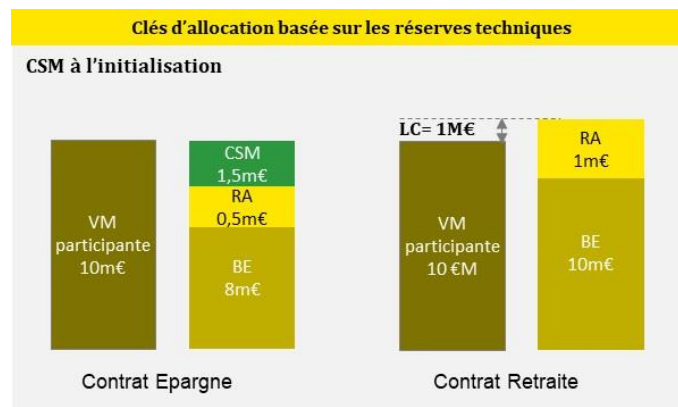 Clés d'allocation basée sur les réserves techniques
CSM à l'initialisation
VM
participante
10m€
CSM
1,5m€
RA
0,5m€
BE
8m€
Contrat Epargne
LC= 1M€
VM
participante
10 €M
RA
1m€
BE
10m€
Contrat Retraite